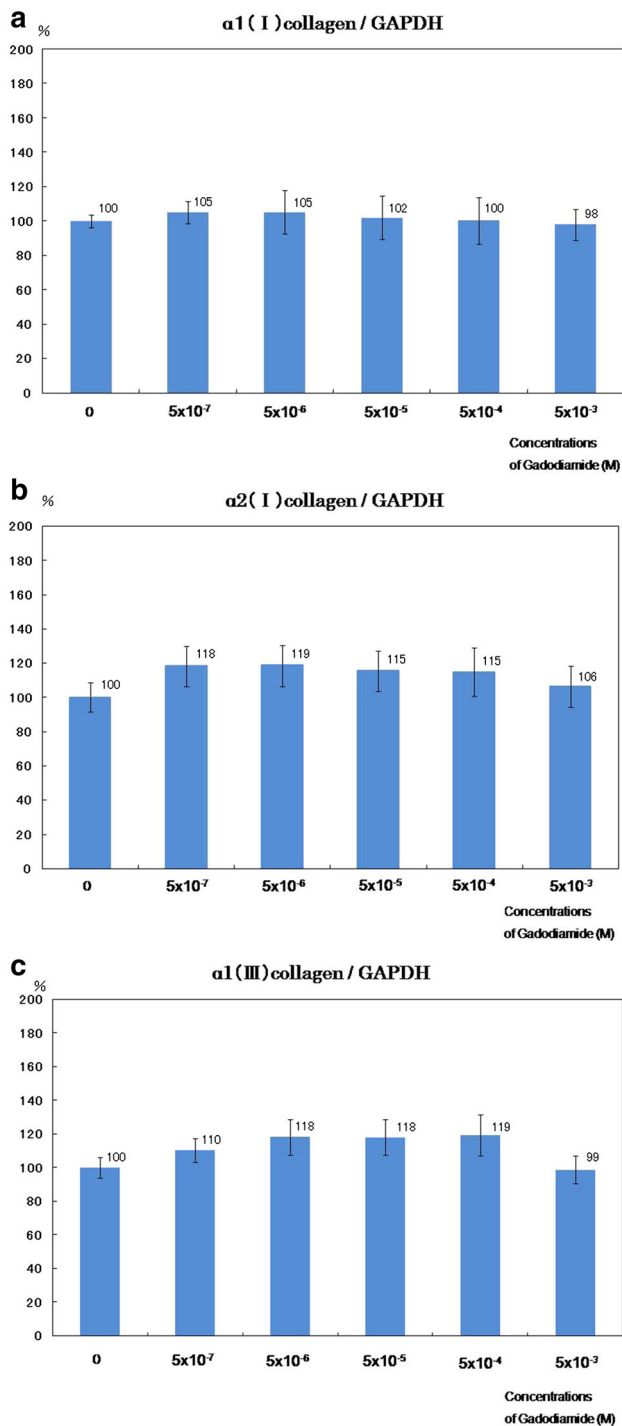 a
%
α1(Ⅰ)collagen / GAPDH
200
180
160
140
120
100
80
60
40
20
0
100
105
105
102
100
98
0
5x10⁻⁷
5x10⁻⁶
5x10⁻⁵
5x10⁻⁴
5x10⁻³
Concentrations
of Gadodiamide (M)
b
%
α2(Ⅰ)collagen / GAPDH
200
180
160
140
120
100
80
60
40
20
0
100
118
119
115
115
106
0
5x10⁻⁷
5x10⁻⁶
5x10⁻⁵
5x10⁻⁴
5x10⁻³
Concentrations
of Gadodiamide (M)
c
%
α1(Ⅲ)collagen / GAPDH
200
180
160
140
120
100
80
60
40
20
0
100
110
118
118
119
99
0
5x10⁻⁷
5x10⁻⁶
5x10⁻⁵
5x10⁻⁴
5x10⁻³
Concentrations
of Gadodiamide (M)